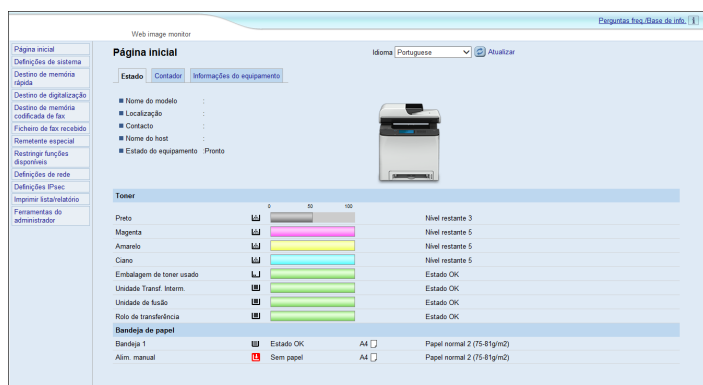 Perguntas freq./Base de info.
Web image monitor
Página inicial
Definições de sistema
Destino de memória
rápida
Destino de digitalização
Destino de memória
codificada de fax
Ficheiro de fax recebido
Remetente especial
Restringir funções
disponíveis
Definições de rede
Definições IPsec
Imprimir lista/relatório
Ferramentas do
administrador
Página inicial
Idioma Portuguese Atualizar
Estado Contador Informações do equipamento
Nome do modelo :
Localização :
Contacto :
Nome do host :
Estado do equipamento :Pronto
Toner
0 50 100
Preto Nível restante 3
Magenta Nível restante 5
Amarelo Nível restante 5
Ciano Nível restante 5
Embalagem de toner usado Estado OK
Unidade Transf. Interm. Estado OK
Unidade de fusão Estado OK
Rolo de transferência Estado OK
Bandeja de papel
Bandeja 1 Estado OK A4 Papel normal 2 (75-81g/m2)
Alim. manual Sem papel A4 Papel normal 2 (75-81g/m2)